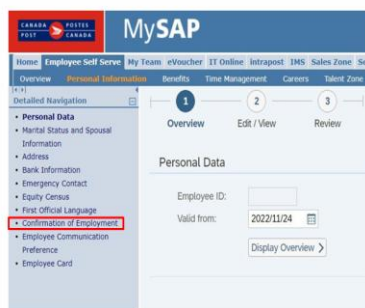 CANADA POSTES
POST CANADA
MySAP
Home Employee Self Serve My Team eVoucher IT Online intrapost IMS Sales Zone
Overview Personal Information Benefits Time Management Careers Talent Zone
Detailed Navigation
• Personal Data
• Marital Status and Spousal
Information
• Address
• Bank Information
• Emergency Contact
• Equity Census
• First Official Language
• Confirmation of Employment
• Employee Communication
Preference
• Employee Card
1 2 3
Overview Edit / View Review
Personal Data
Employee ID:
Valid from: 2022/11/24
Display Overview